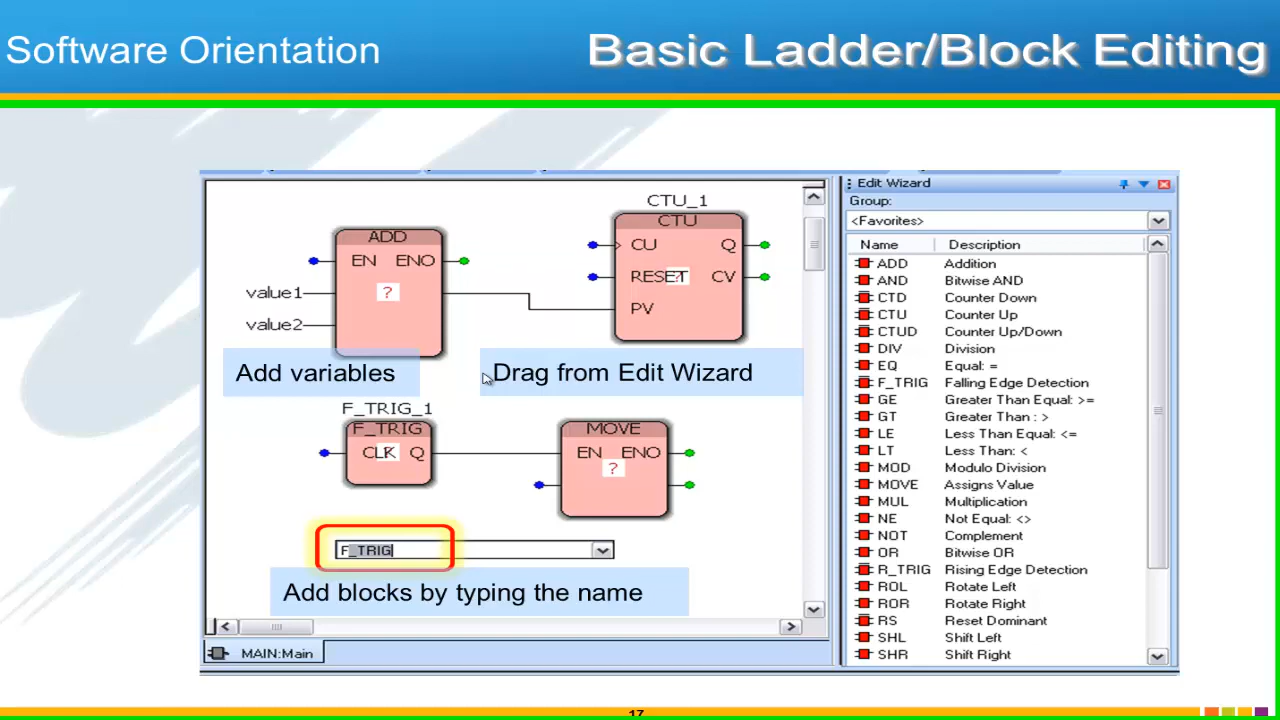 Software Orientation
Basic Ladder/Block Editing
CTU_1
ADD
EN ENO
?
value1
value2
CTU
CU Q
RESET CV
?
PV
Add variables
Drag from Edit Wizard
F_TRIG_1
F_TRIG
CLK Q
MOVE
EN ENO
?
F_TRIG
Add blocks by typing the name
MAIN:Main
Edit Wizard
Group:
<Favorites>
Name Description
ADD Addition
AND Bitwise AND
CTD Counter Down
CTU Counter Up
CTUD Counter Up/Down
DIV Division
EQ Equal: =
F_TRIG Falling Edge Detection
GE Greater Than Equal: >=
GT Greater Than : >
LE Less Than Equal: <=
LT Less Than: <
MOD Modulo Division
MOVE Assigns Value
MUL Multiplication
NE Not Equal: <>
NOT Complement
OR Bitwise OR
R_TRIG Rising Edge Detection
ROL Rotate Left
ROR Rotate Right
RS Reset Dominant
SHL Shift Left
SHR Shift Right
17